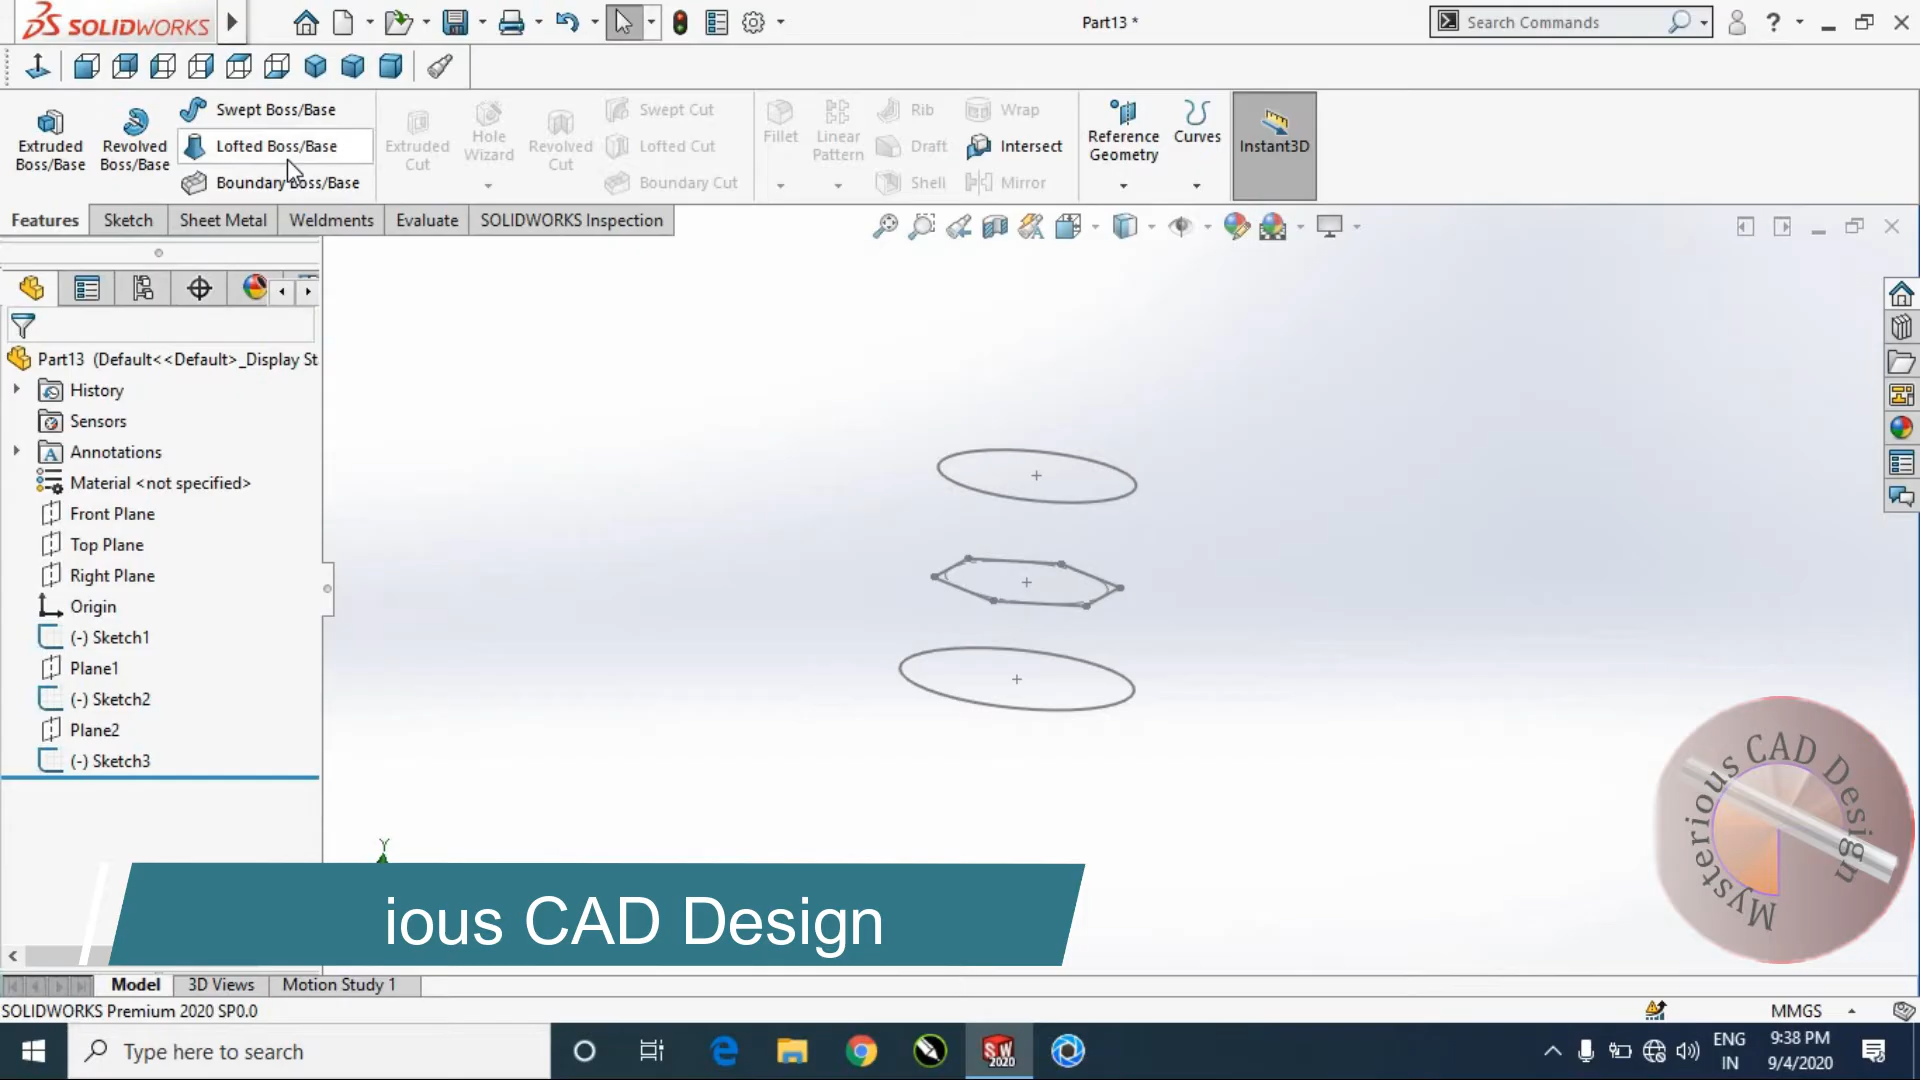 SOLIDWORKS
Part13 *
Search Commands
Extruded Boss/Base
Revolved Boss/Base
Swept Boss/Base
Lofted Boss/Base
Boundary Boss/Base
Extruded Cut
Hole Wizard
Revolved Cut
Swept Cut
Lofted Cut
Boundary Cut
Fillet
Linear Pattern
Rib
Draft
Shell
Wrap
Intersect
Mirror
Reference Geometry
Curves
Instant3D
Features
Sketch
Sheet Metal
Weldments
Evaluate
SOLIDWORKS Inspection
Part13 (Default<<Default>_Display St
History
Sensors
Annotations
Material <not specified>
Front Plane
Top Plane
Right Plane
Origin
(-) Sketch1
Plane1
(-) Sketch2
Plane2
(-) Sketch3
Y
ious CAD Design
Mysterious CAD Design
Model
3D Views
Motion Study 1
SOLIDWORKS Premium 2020 SP0.0
MMGS
Type here to search
SW
2020
ENG
IN
9:38 PM
9/4/2020